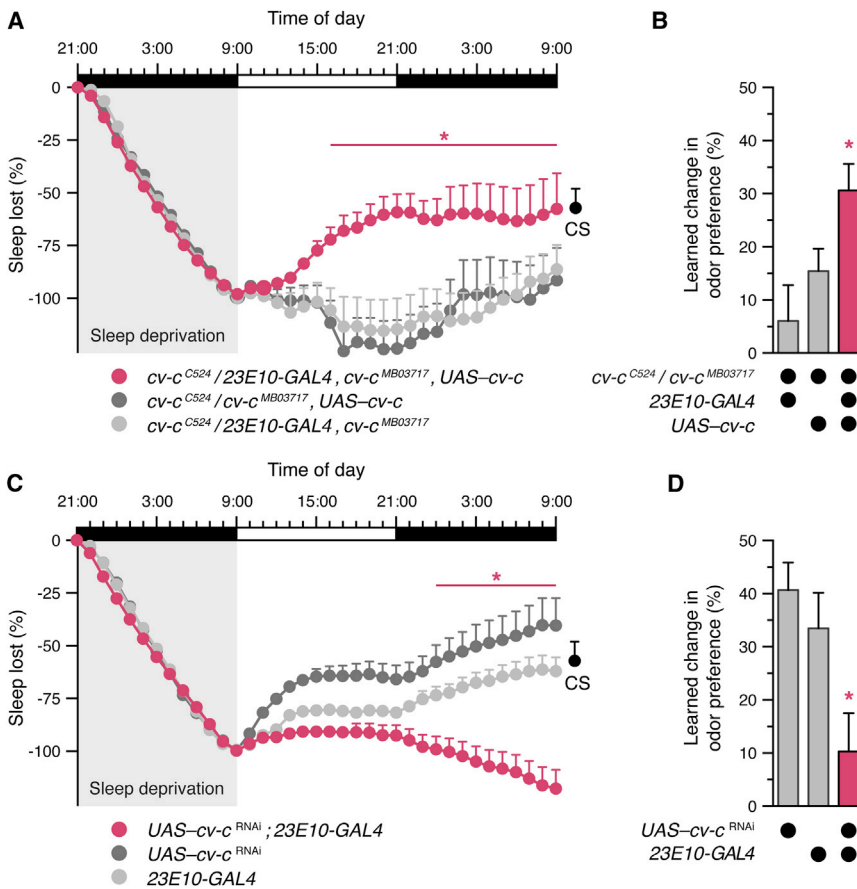 A
Time of day
21:00 3:00 9:00 15:00 21:00 3:00 9:00
0
-25
-50
-75
-100
Sleep lost (%)
*
CS
Sleep deprivation
cv-c C524 / 23E10-GAL4 , cv-c MB03717 , UAS–cv-c
cv-c C524 / cv-c MB03717 , UAS–cv-c
cv-c C524 / 23E10-GAL4 , cv-c MB03717
B
50
40
30
20
10
0
Learned change in
odor preference (%)
*
cv-c C524 / cv-c MB03717
23E10-GAL4
UAS–cv-c
C
Time of day
21:00 3:00 9:00 15:00 21:00 3:00 9:00
0
-25
-50
-75
-100
Sleep lost (%)
*
CS
Sleep deprivation
UAS–cv-c RNAi ; 23E10-GAL4
UAS–cv-c RNAi
23E10-GAL4
D
50
40
30
20
10
0
Learned change in
odor preference (%)
*
UAS–cv-c RNAi
23E10-GAL4